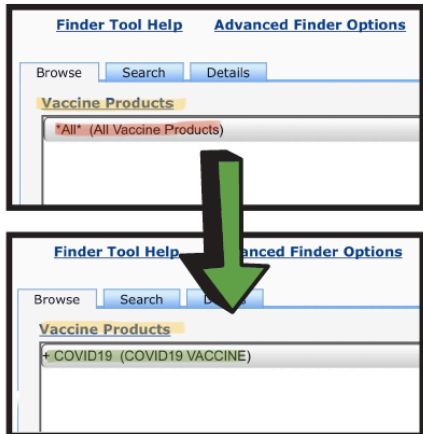 Finder Tool Help Advanced Finder Options
Browse Search Details
Vaccine Products
*All* (All Vaccine Products)
Finder Tool Help Advanced Finder Options
Browse Search
Vaccine Products
+ COVID19 (COVID19 VACCINE)